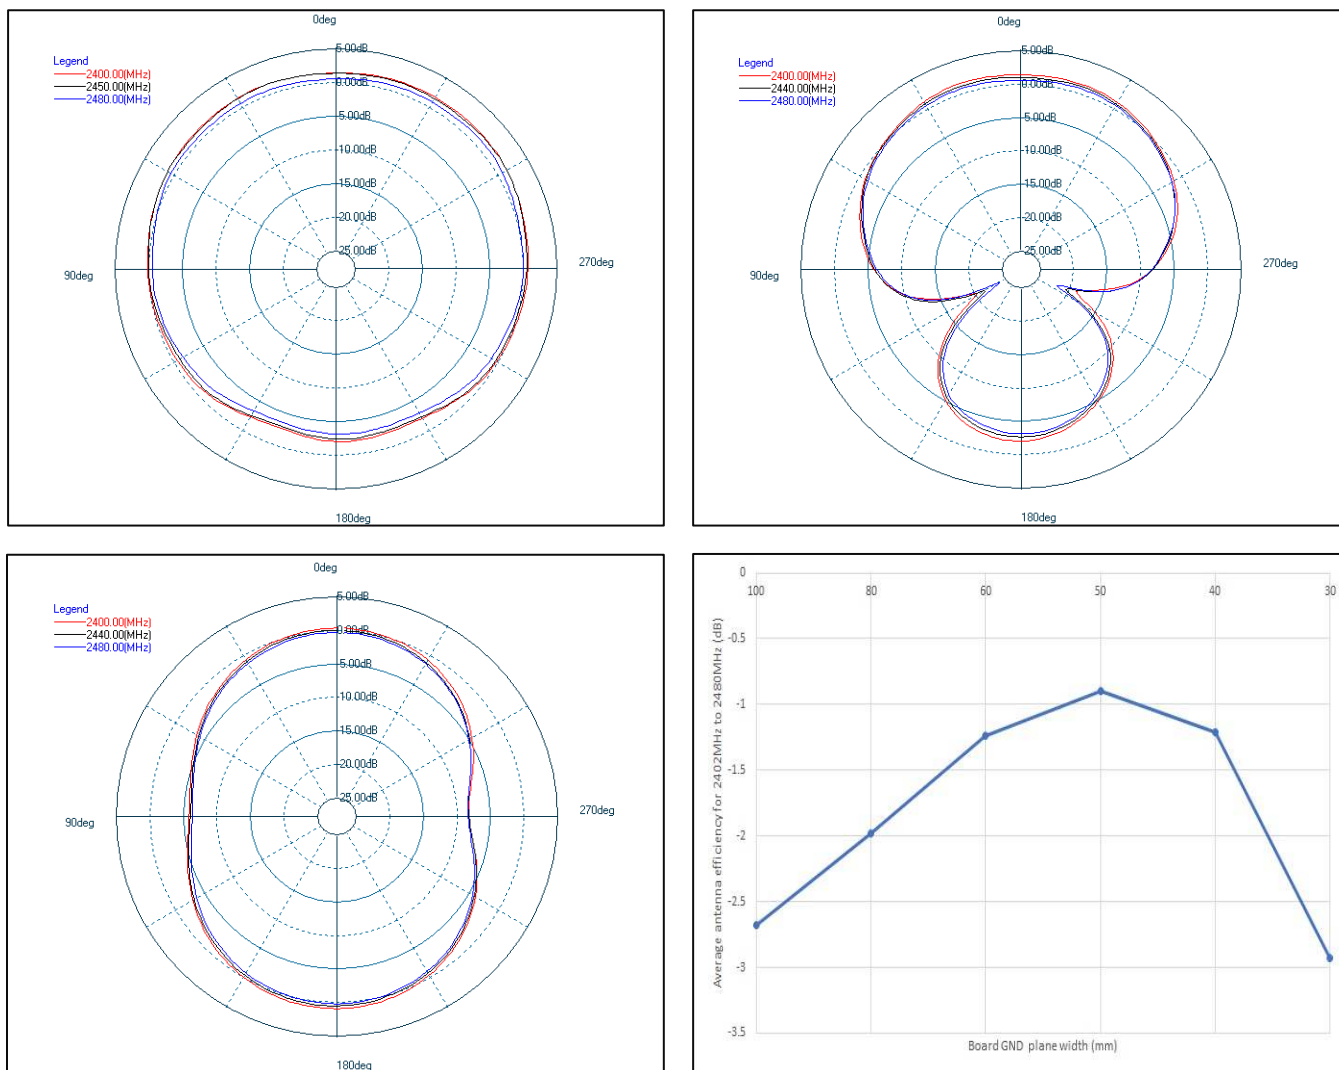 0deg
Legend
2400.00(MHz)
2450.00(MHz)
2480.00(MHz)
5.00dB
0.00dB
5.00dB
10.00dB
15.00dB
20.00dB
25.00dB
90deg
270deg
180deg
0deg
Legend
2400.00(MHz)
2440.00(MHz)
2480.00(MHz)
5.00dB
0.00dB
5.00dB
10.00dB
15.00dB
20.00dB
25.00dB
90deg
270deg
180deg
0deg
Legend
2400.00(MHz)
2440.00(MHz)
2480.00(MHz)
5.00dB
0.00dB
5.00dB
10.00dB
15.00dB
20.00dB
25.00dB
90deg
270deg
180deg
0
100 80 60 50 40 30
-0.5
-1
-1.5
-2
-2.5
-3
-3.5
Average antenna efficiency for 2402MHz to 2480MHz (dB)
Board GND plane width (mm)